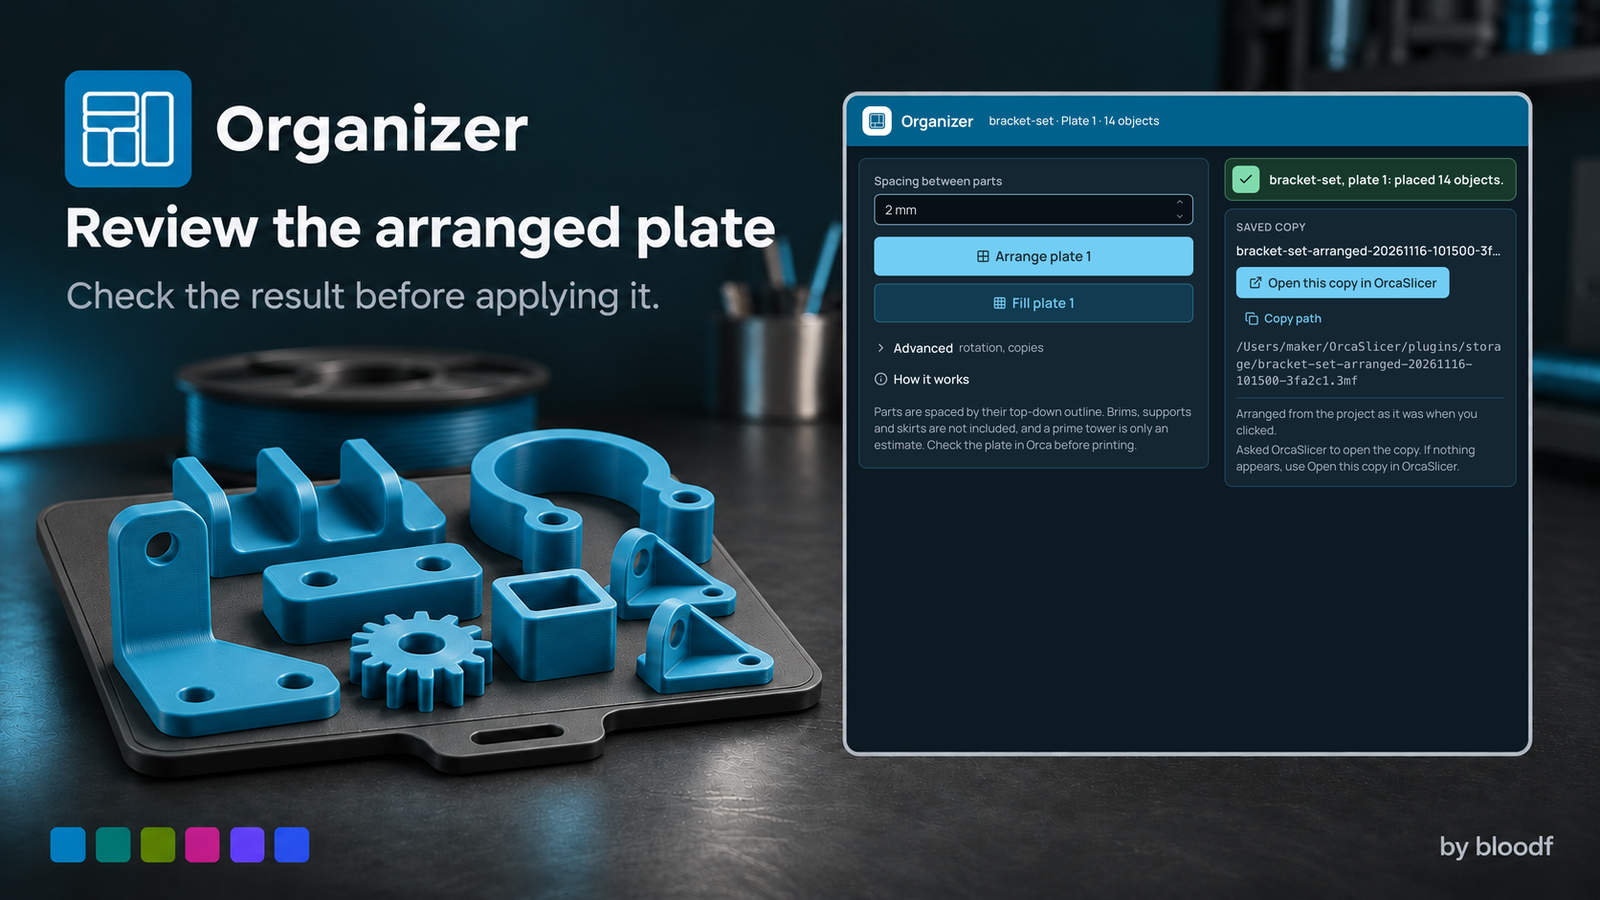 Organizer
Review the arranged plate
Check the result before applying it.
Organizer
bracket-set · Plate 1 · 14 objects
Spacing between parts
2 mm
Arrange plate 1
Fill plate 1
Advanced rotation, copies
How it works
Parts are spaced by their top-down outline. Brims, supports
and skirts are not included, and a prime tower is only an
estimate. Check the plate in Orca before printing.
bracket-set, plate 1: placed 14 objects.
SAVED COPY
bracket-set-arranged-20261116-101500-3f...
Open this copy in OrcaSlicer
Copy path
/Users/maker/OrcaSlicer/plugins/stora
ge/bracket-set-arranged-20261116-
101500-3fa2c1.3mf
Arranged from the project as it was when you
clicked.
Asked OrcaSlicer to open the copy. If nothing
appears, use Open this copy in OrcaSlicer.
by bloodf